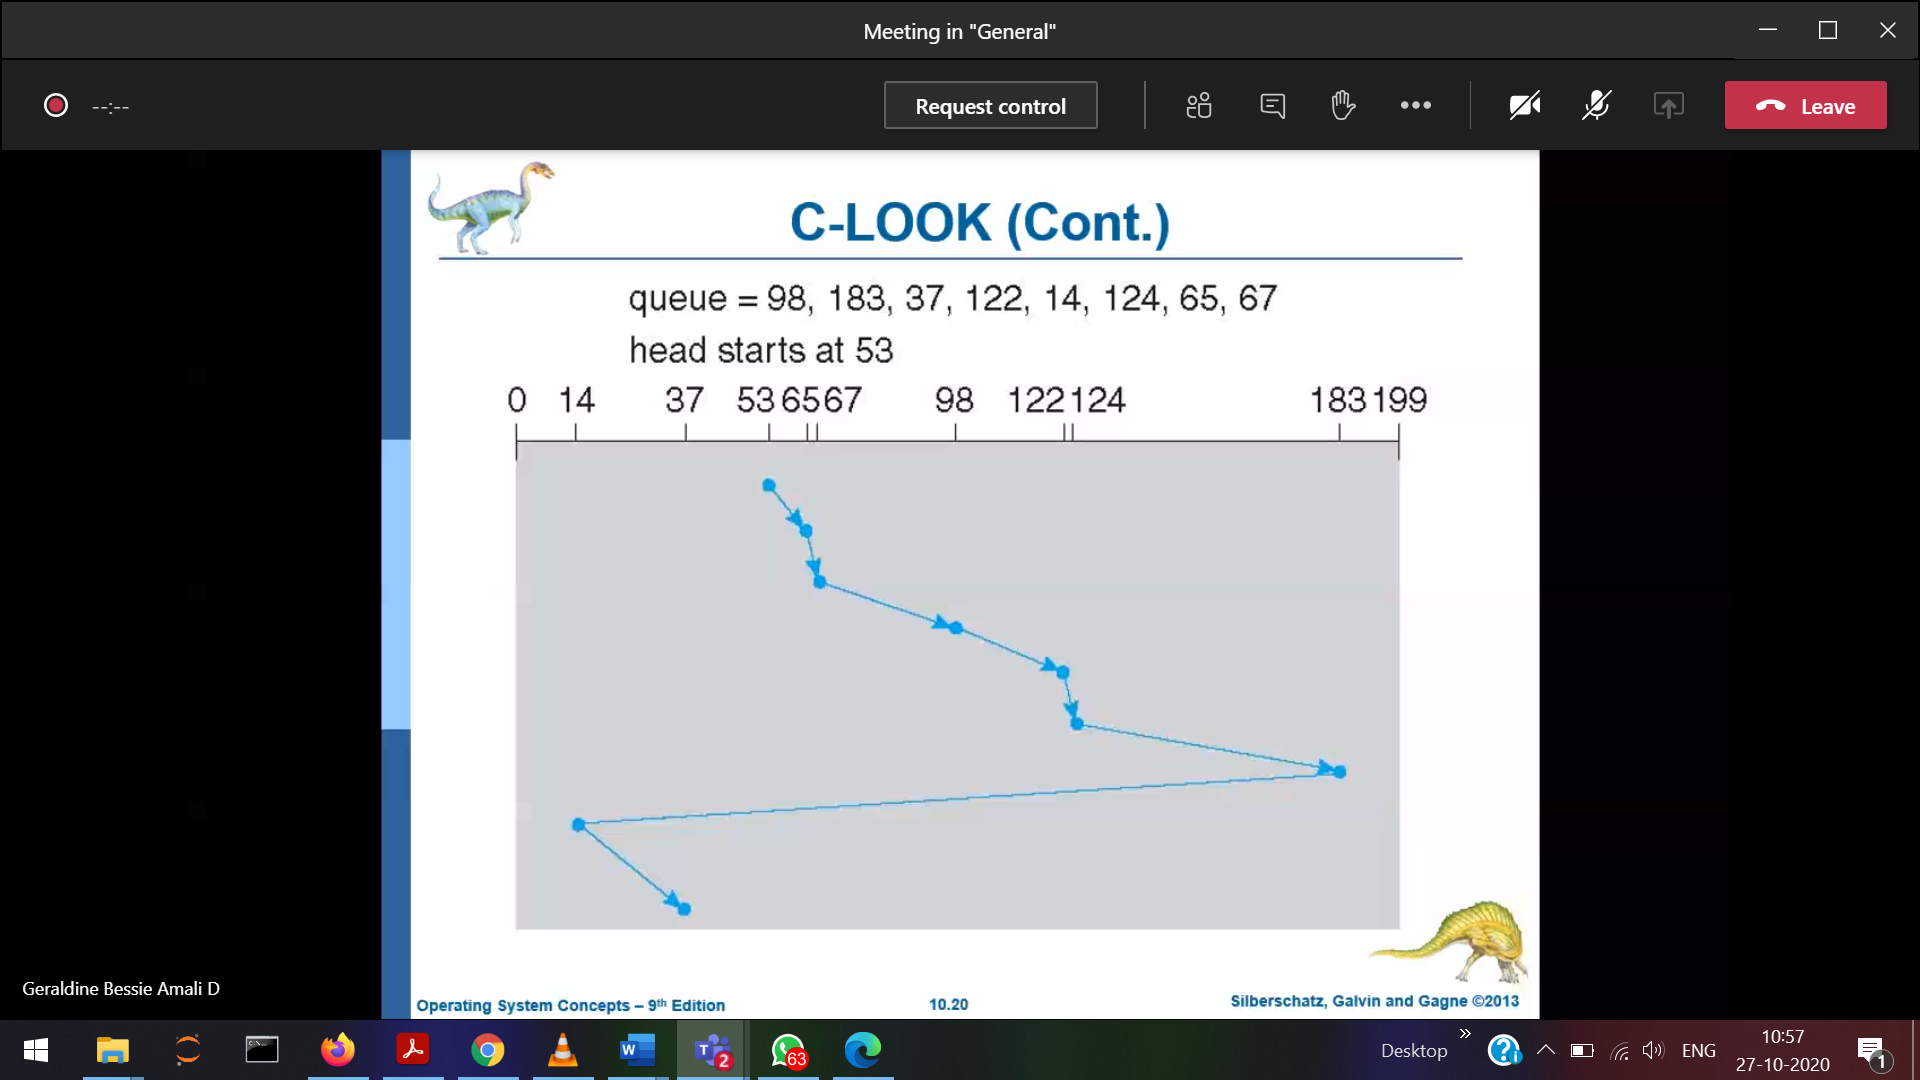 Meeting in "General"
--:--
Request control
Leave
C-LOOK (Cont.)
queue = 98, 183, 37, 122, 14, 124, 65, 67
head starts at 53
0 14 37 53 65 67 98 122 124 183 199
Geraldine Bessie Amali D
Operating System Concepts – 9th Edition 10.20 Silberschatz, Galvin and Gagne ©2013
W T 2 63 Desktop » ENG 10:57
27-10-2020 1